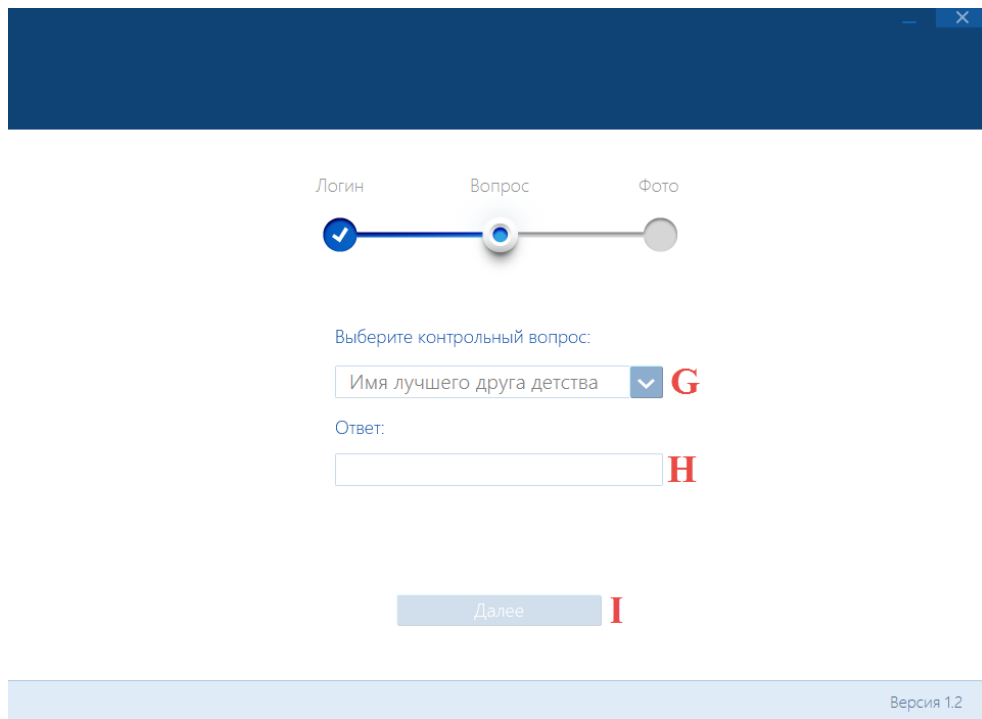 Логин Вопрос Фото
Выберите контрольный вопрос:
Имя лучшего друга детства G
Ответ:
H
Далее I
Версия 1.2